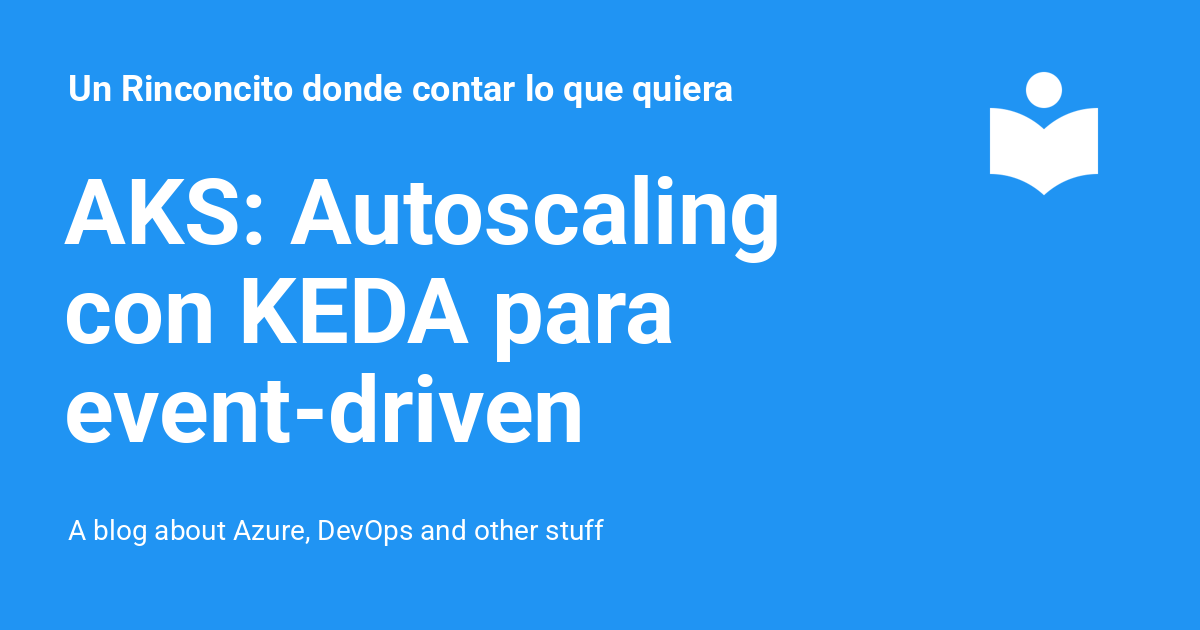 Un Rinconcito donde contar lo que quiera
AKS: Autoscaling
con KEDA para
event-driven
A blog about Azure, DevOps and other stuff